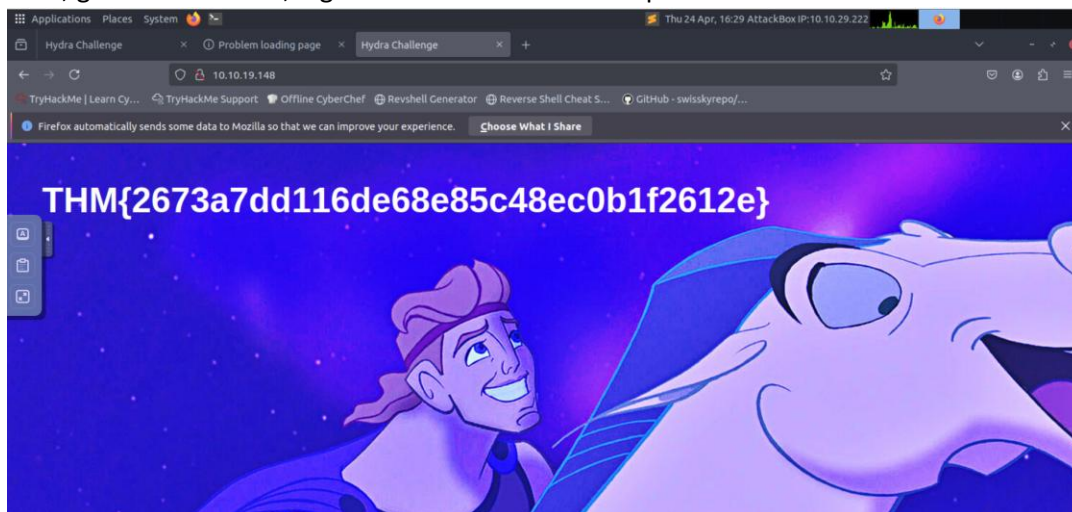 Applications Places System Thu 24 Apr, 16:29 AttackBox IP:10.10.29.222
Hydra Challenge Problem loading page Hydra Challenge
10.10.19.148
TryHackMe | Learn Cy... TryHackMe Support Offline CyberChef Revshell Generator Reverse Shell Cheat S... GitHub - swisskyrepo/...
Firefox automatically sends some data to Mozilla so that we can improve your experience. Choose What I Share
THM{2673a7dd116de68e85c48ec0b1f2612e}